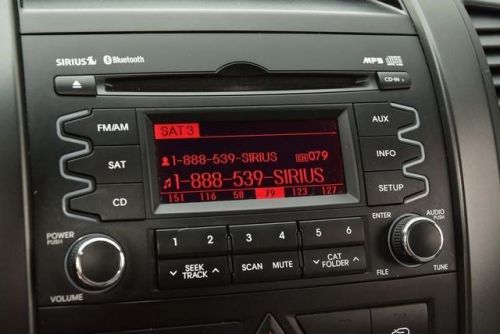 SIRIUS Bluetooth MP3
CD-IN
FM/AM
SAT
CD
SAT 3
1-888-539-SIRIUS CH 079
1-888-539-SIRIUS
151 116 58 79 123 127
AUX
INFO
SETUP
POWER
PUSH
VOLUME
1 2 3 4 5 6
SEEK
TRACK
SCAN MUTE
CAT
FOLDER
ENTER
FILE
AUDIO
PUSH
TUNE